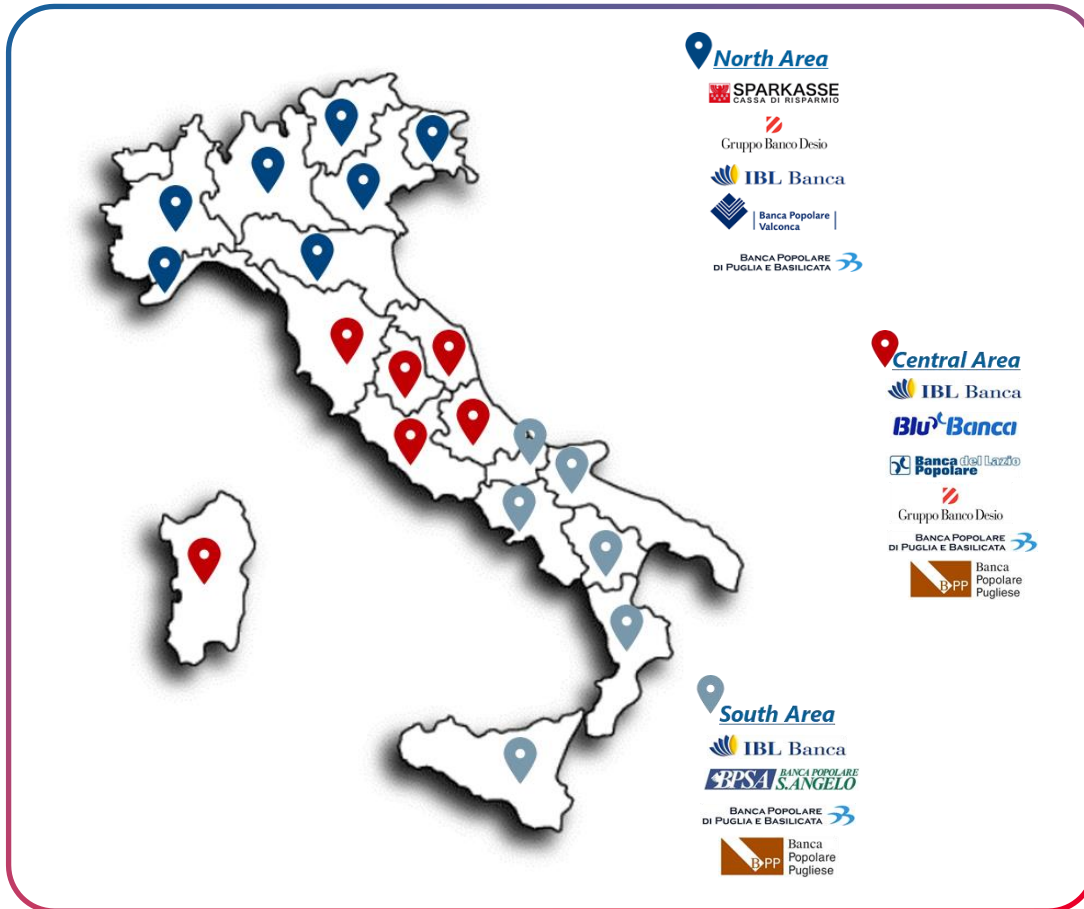 North Area
SPARKASSE
CASSA DI RISPARMIO
Gruppo Banco Desio
IBL Banca
Banca Popolare
Valconca
BANCA POPOLARE
DI PUGLIA E BASILICATA
Central Area
IBL Banca
Blu Banca
Banca del Lazio
Popolare
Gruppo Banco Desio
BANCA POPOLARE
DI PUGLIA E BASILICATA
BPP
Banca
Popolare
Pugliese
South Area
IBL Banca
BPSA BANCA POPOLARE
S.ANGELO
BANCA POPOLARE
DI PUGLIA E BASILICATA
BPP
Banca
Popolare
Pugliese